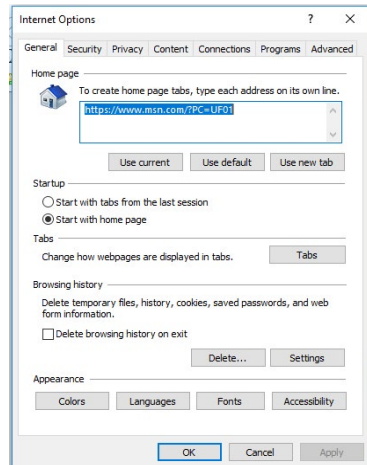 Internet Options ? X
General Security Privacy Content Connections Programs Advanced
Home page
To create home page tabs, type each address on its own line.
https://www.msn.com/?PC=UF01
Use current Use default Use new tab
Startup
Start with tabs from the last session
Start with home page
Tabs
Change how webpages are displayed in tabs. Tabs
Browsing history
Delete temporary files, history, cookies, saved passwords, and web
form information.
Delete browsing history on exit
Delete... Settings
Appearance
Colors Languages Fonts Accessibility
OK Cancel Apply